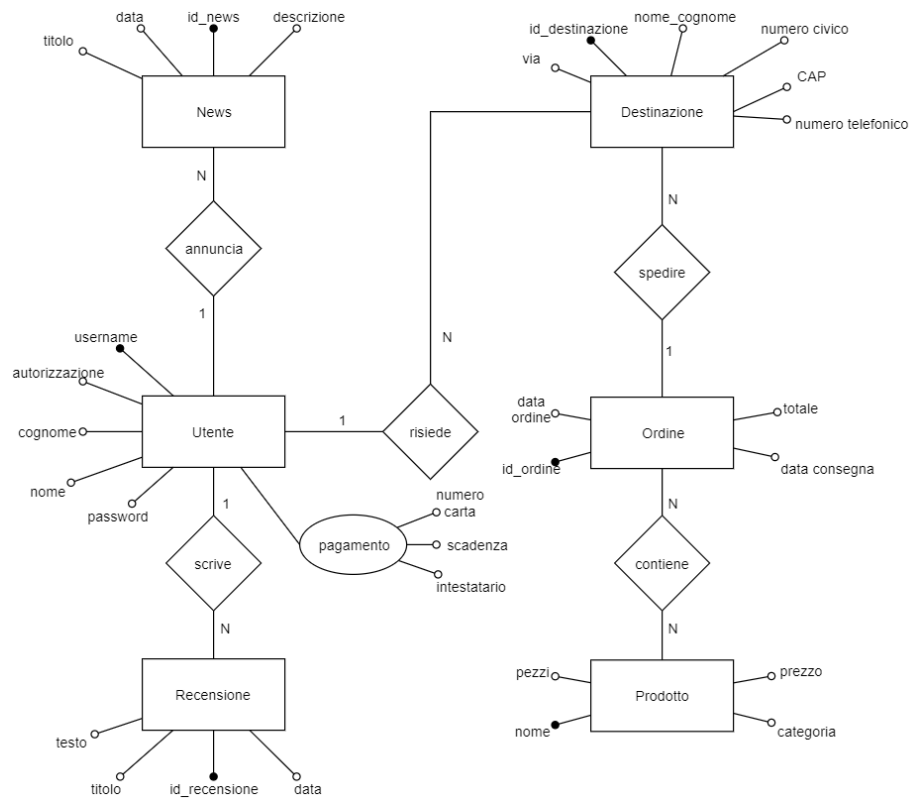 id_news
data
descrizione
titolo
News
N
annuncia
1
nome_cognome
id_destinazione
numero civico
via
CAP
Destinazione
numero telefonico
N
spedire
1
username
autorizzazione
cognome
nome
password
Utente
1
N
risiede
data
ordine
totale
Ordine
id_ordine
data consegna
1
scrive
N
pagamento
numero
carta
scadenza
intestatario
N
contiene
N
Recensione
testo
titolo
id_recensione
data
pezzi
prezzo
Prodotto
nome
categoria